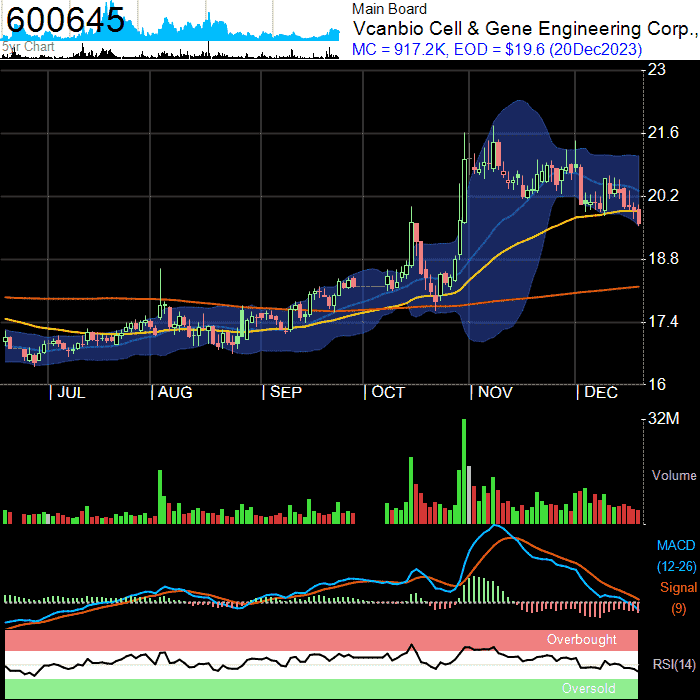 600645
5yr Chart
Main Board
Vcanbio Cell & Gene Engineering Corp.,
MC = 917.2K, EOD = $19.6 (20Dec2023)
23
21.6
20.2
18.8
17.4
16
JUL AUG SEP OCT NOV DEC
32M
Volume
MACD
(12-26)
Signal
(9)
Overbought
RSI(14)
Oversold